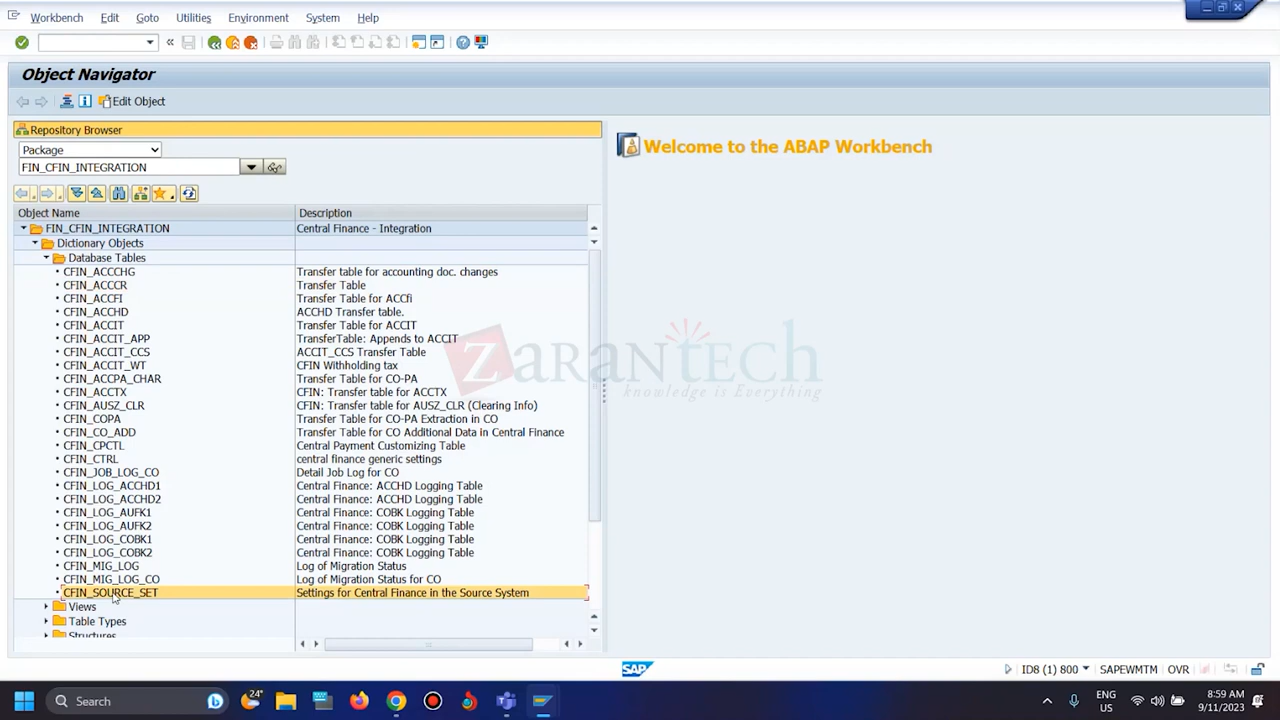 Workbench Edit Goto Utilities Environment System Help
Object Navigator
Edit Object
Repository Browser
Package
FIN_CFIN_INTEGRATION
Welcome to the ABAP Workbench
Object Name Description
FIN_CFIN_INTEGRATION Central Finance - Integration
Dictionary Objects
Database Tables
CFIN_ACCCHG Transfer table for accounting doc. changes
CFIN_ACCCR Transfer Table
CFIN_ACCFI Transfer Table for ACCfi
CFIN_ACCHD ACCHD Transfer table.
CFIN_ACCIT Transfer Table for ACCIT
CFIN_ACCIT_APP TransferTable: Appends to ACCIT
CFIN_ACCIT_CCS ACCIT_CCS Transfer Table
CFIN_ACCIT_WT CFIN Withholding tax
CFIN_ACCPA_CHAR Transfer Table for CO-PA
CFIN_ACCTX CFIN: Transfer table for ACCTX
CFIN_AUSZ_CLR CFIN: Transfer table for AUSZ_CLR (Clearing Info)
CFIN_COPA Transfer Table for CO-PA Extraction in CO
CFIN_CO_ADD Transfer Table for CO Additional Data in Central Finance
CFIN_CPCTL Central Payment Customizing Table
CFIN_CTRL central finance generic settings
CFIN_JOB_LOG_CO Detail Job Log for CO
CFIN_LOG_ACCHD1 Central Finance: ACCHD Logging Table
CFIN_LOG_ACCHD2 Central Finance: ACCHD Logging Table
CFIN_LOG_AUFK1 Central Finance: COBK Logging Table
CFIN_LOG_AUFK2 Central Finance: COBK Logging Table
CFIN_LOG_COBK1 Central Finance: COBK Logging Table
CFIN_LOG_COBK2 Central Finance: COBK Logging Table
CFIN_MIG_LOG Log of Migration Status
CFIN_MIG_LOG_CO Log of Migration Status for CO
CFIN_SOURCE_SET Settings for Central Finance in the Source System
Views
Table Types
Structures
ZARANTECH
knowledge is Everything
SAP
ID8 (1) 800 SAPEWMTM OVR
Search
24°
ENG
US
8:59 AM
9/11/2023